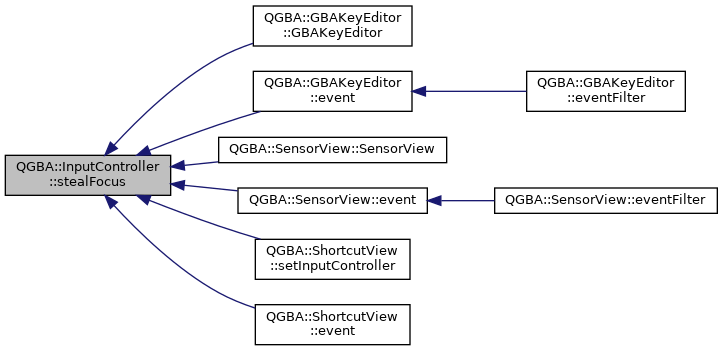 QGBA::InputController
::stealFocus
QGBA::GBAKeyEditor
::GBAKeyEditor
QGBA::GBAKeyEditor
::event
QGBA::GBAKeyEditor
::eventFilter
QGBA::SensorView::SensorView
QGBA::SensorView::event
QGBA::SensorView::eventFilter
QGBA::ShortcutView
::setInputController
QGBA::ShortcutView
::event